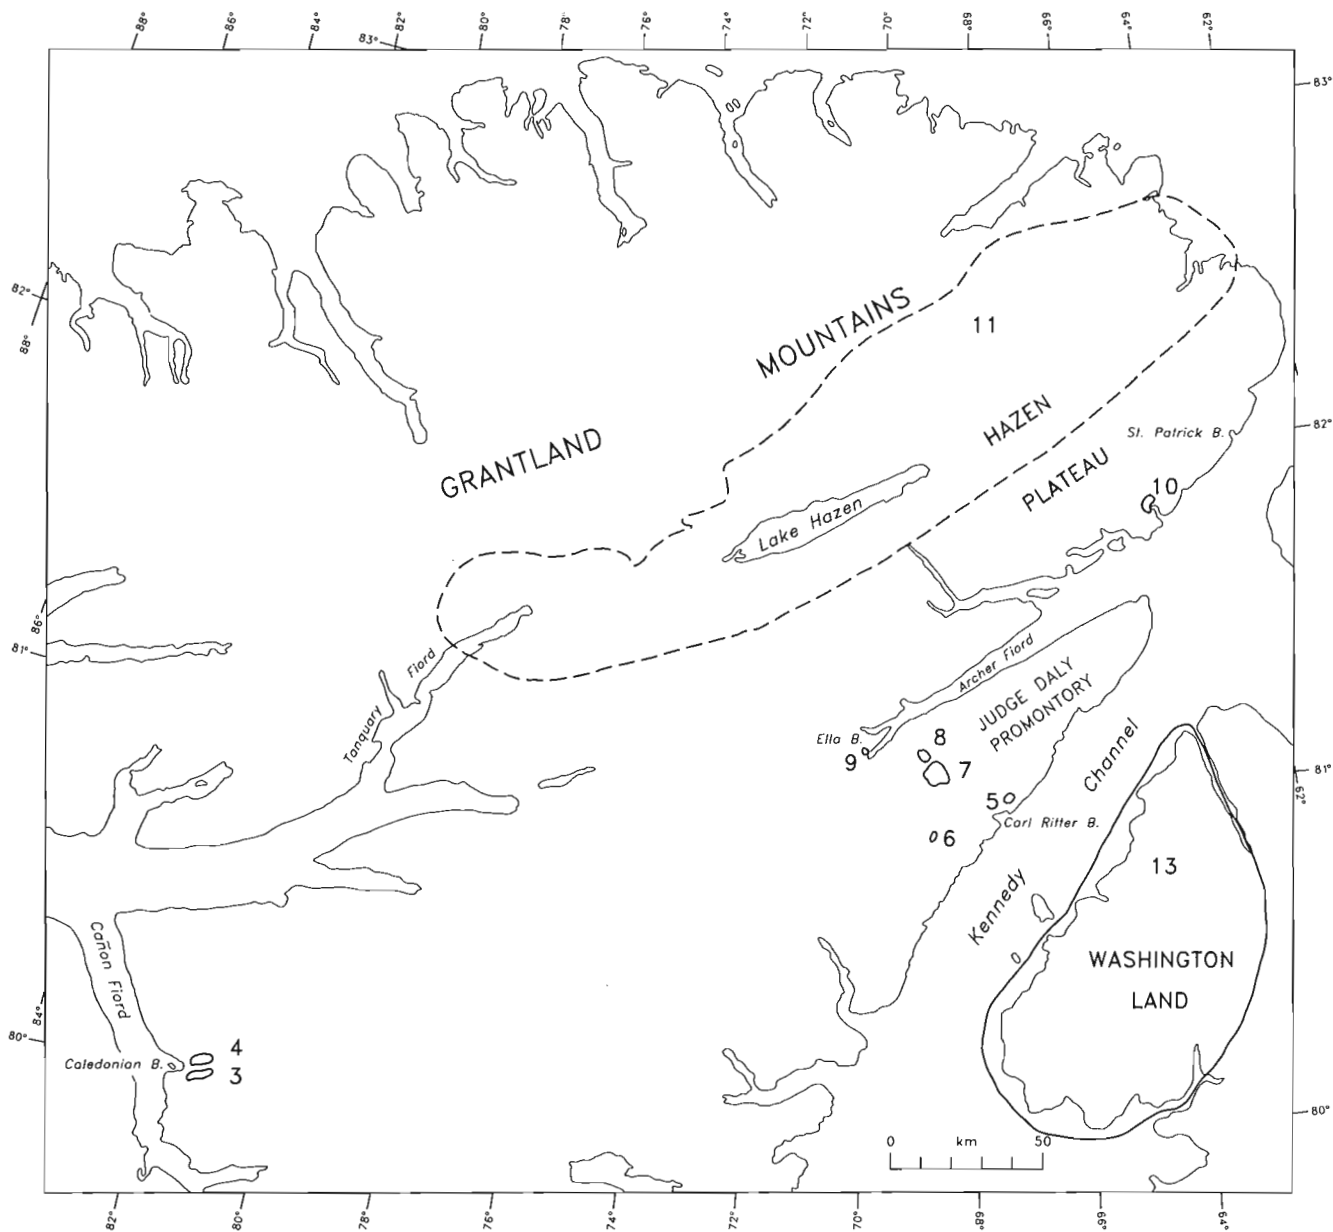 88°
86°
84°
83°
82°
80°
78°
76°
74°
72°
70°
68°
66°
64°
62°
83°
82°
88°
MOUNTAINS
11
HAZEN
82°
St. Patrick B.
GRANTLAND
PLATEAU
10
Lake Hazen
86°
81°
Fiord
Archer Fiord
Tanquary
JUDGE DALY
PROMONTORY
Ella B.
8
9
7
Channel
81°
62°
5
Carl Ritter B.
6
13
Kennedy
Cañon Fiord
WASHINGTON
LAND
84°
80°
4
Caledonian B.
3
80°
0 km 50
82°
80°
78°
76°
74°
72°
70°
68°
66°
64°